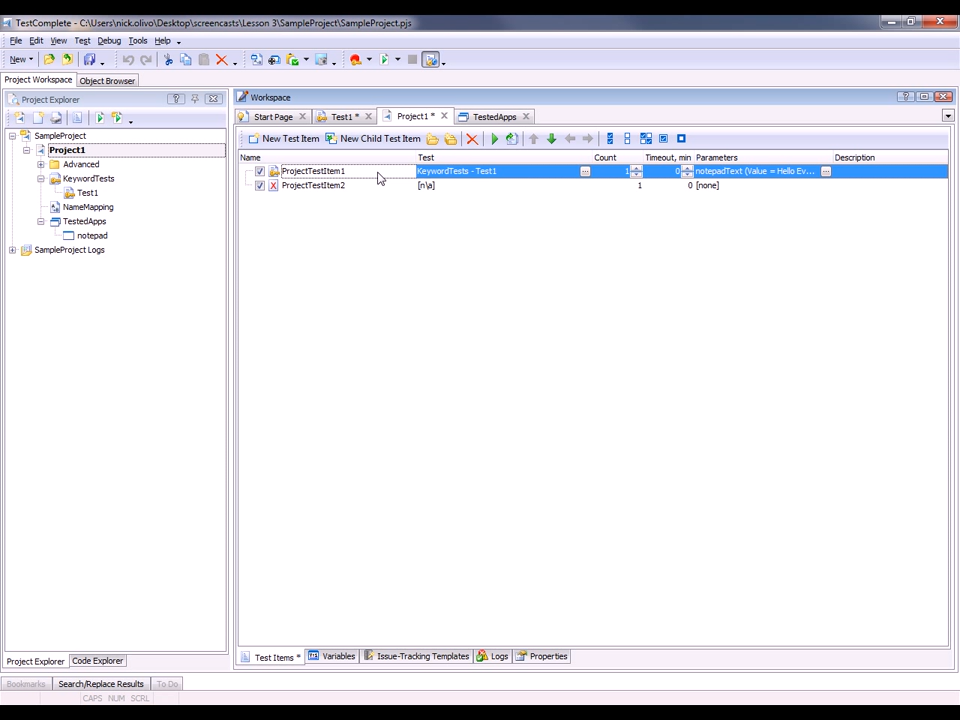 TestComplete - C:\Users\nick.olivo\Desktop\screencasts\Lesson 3\SampleProject\SampleProject.pjs
File Edit View Test Debug Tools Help
New
Project Workspace Object Browser
Project Explorer
Workspace
Start Page Test1 * Project1 * TestedApps
New Test Item New Child Test Item
Name Test Count Timeout, min Parameters Description
ProjectTestItem1 KeywordTests - Test1 ... 1 0 notepadText (Value = Hello Ev... ...
ProjectTestItem2 [n\a] 1 0 [none]
SampleProject
Project1
Advanced
KeywordTests
Test1
NameMapping
TestedApps
notepad
SampleProject Logs
Test Items * Variables Issue-Tracking Templates Logs Properties
Project Explorer Code Explorer
Bookmarks Search/Replace Results To Do
CAPS NUM SCRL